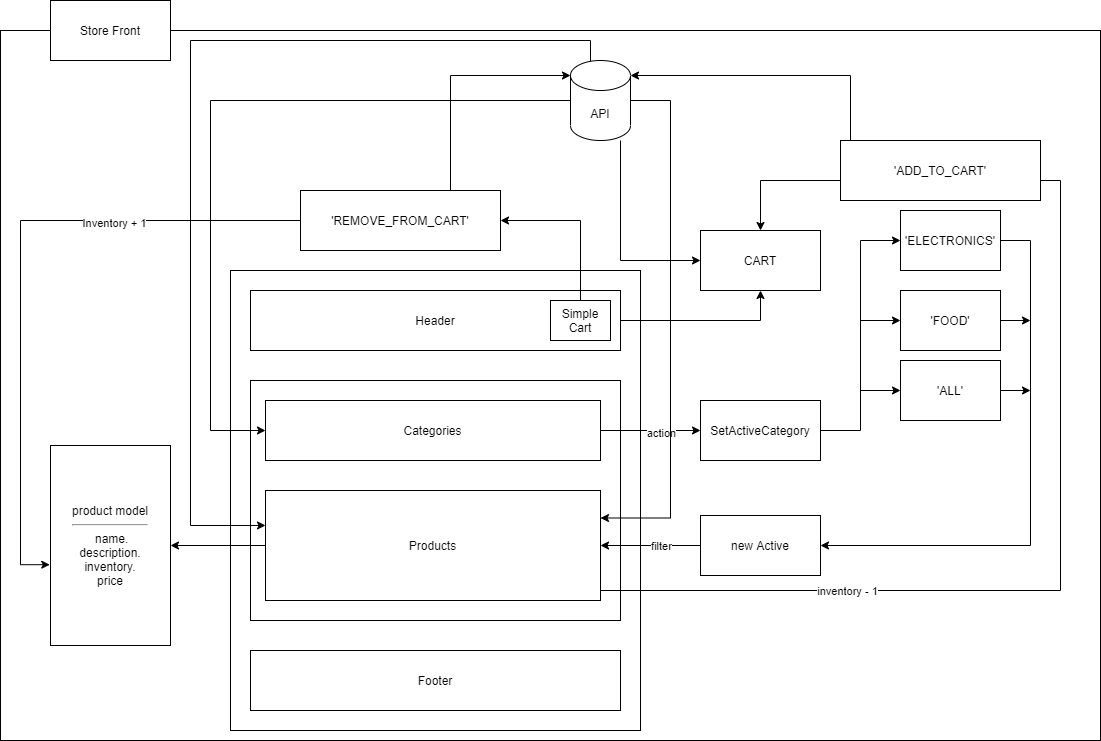 Store Front
API
'ADD_TO_CART'
Inventory + 1
'REMOVE_FROM_CART'
'ELECTRONICS'
CART
Header
Simple
Cart
'FOOD'
'ALL'
Categories
action
SetActiveCategory
product model
name.
description.
inventory.
price
Products
filter
new Active
inventory - 1
Footer